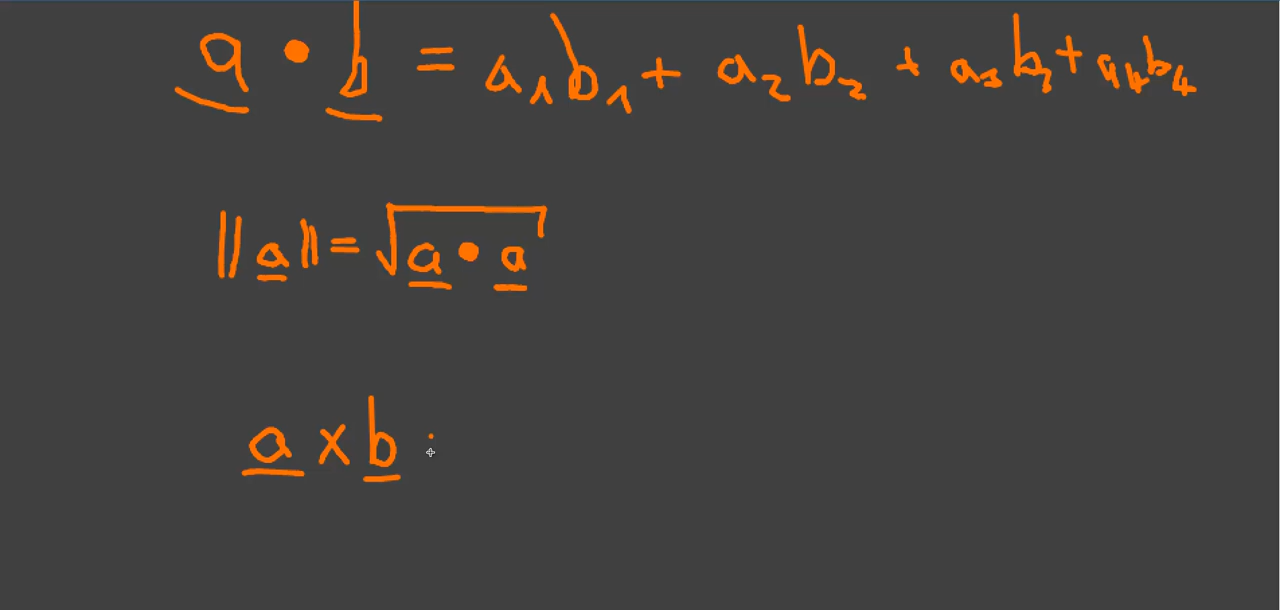 a • b = a₁b₁ + a₂b₂ + a₃b₃ + a₄b₄
||a|| = √a • a
a × b